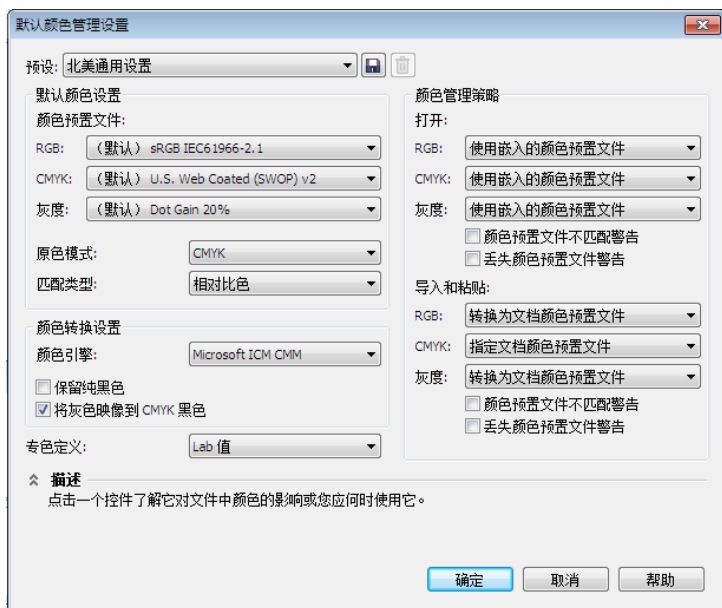 默认颜色管理设置
预设: 北美通用设置
默认颜色设置
颜色预置文件:
RGB: （默认） sRGB IEC61966-2.1
CMYK: （默认） U.S. Web Coated (SWOP) v2
灰度: （默认） Dot Gain 20%
原色模式: CMYK
匹配类型: 相对比色
颜色转换设置
颜色引擎: Microsoft ICM CMM
保留纯黑色
将灰色映像到 CMYK 黑色
专色定义: Lab 值
颜色管理策略
打开:
RGB: 使用嵌入的颜色预置文件
CMYK: 使用嵌入的颜色预置文件
灰度: 使用嵌入的颜色预置文件
颜色预置文件不匹配警告
丢失颜色预置文件警告
导入和粘贴:
RGB: 转换为文档颜色预置文件
CMYK: 指定文档颜色预置文件
灰度: 转换为文档颜色预置文件
颜色预置文件不匹配警告
丢失颜色预置文件警告
描述
点击一个控件了解它对文件中颜色的影响或您应何时使用它。
确定 取消 帮助